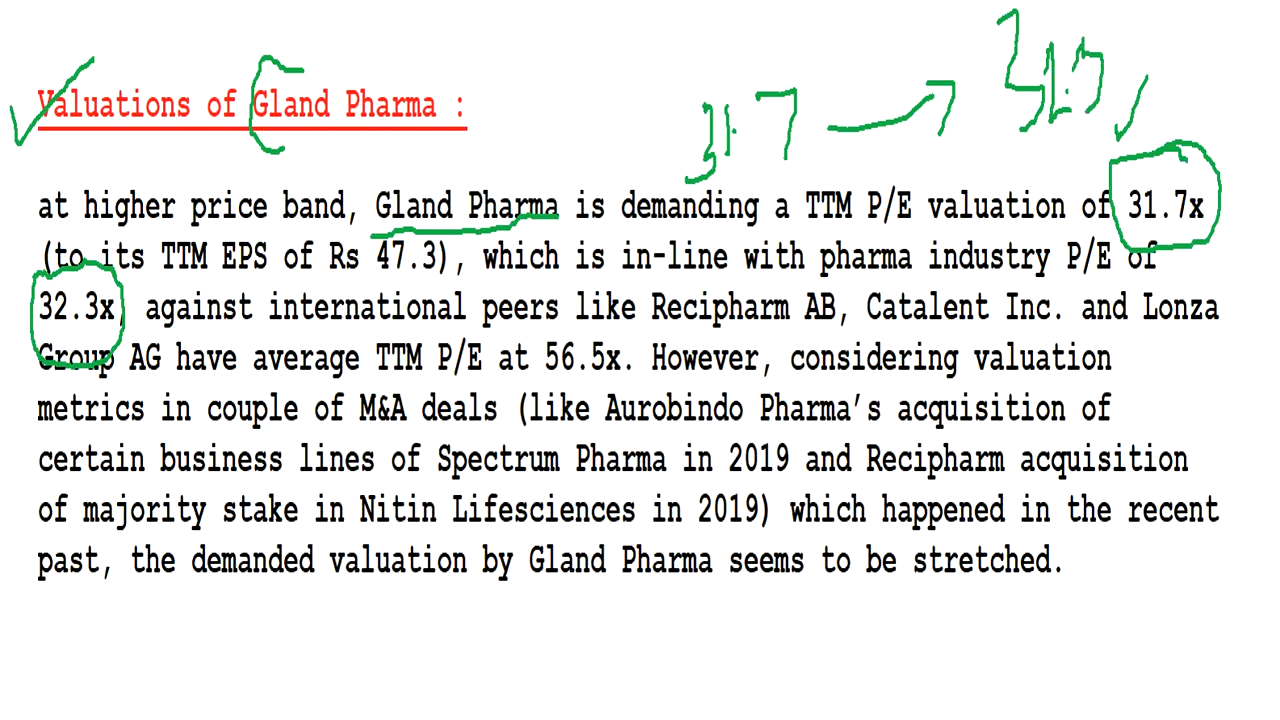 Valuations of Gland Pharma :
31.7
31.7
at higher price band, Gland Pharma is demanding a TTM P/E valuation of 31.7x
(to its TTM EPS of Rs 47.3), which is in-line with pharma industry P/E of
32.3x, against international peers like Recipharm AB, Catalent Inc. and Lonza
Group AG have average TTM P/E at 56.5x. However, considering valuation
metrics in couple of M&A deals (like Aurobindo Pharma’s acquisition of
certain business lines of Spectrum Pharma in 2019 and Recipharm acquisition
of majority stake in Nitin Lifesciences in 2019) which happened in the recent
past, the demanded valuation by Gland Pharma seems to be stretched.